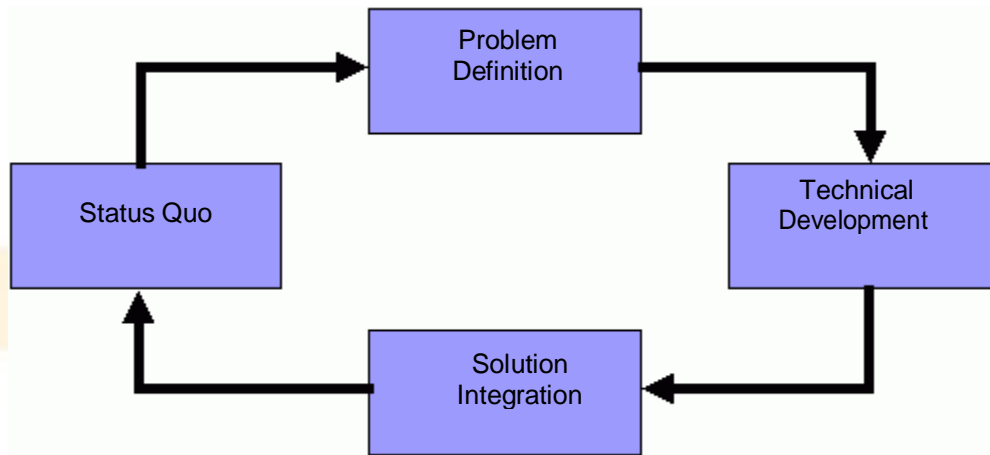 Problem
Definition
Status Quo
Technical
Development
Solution
Integration